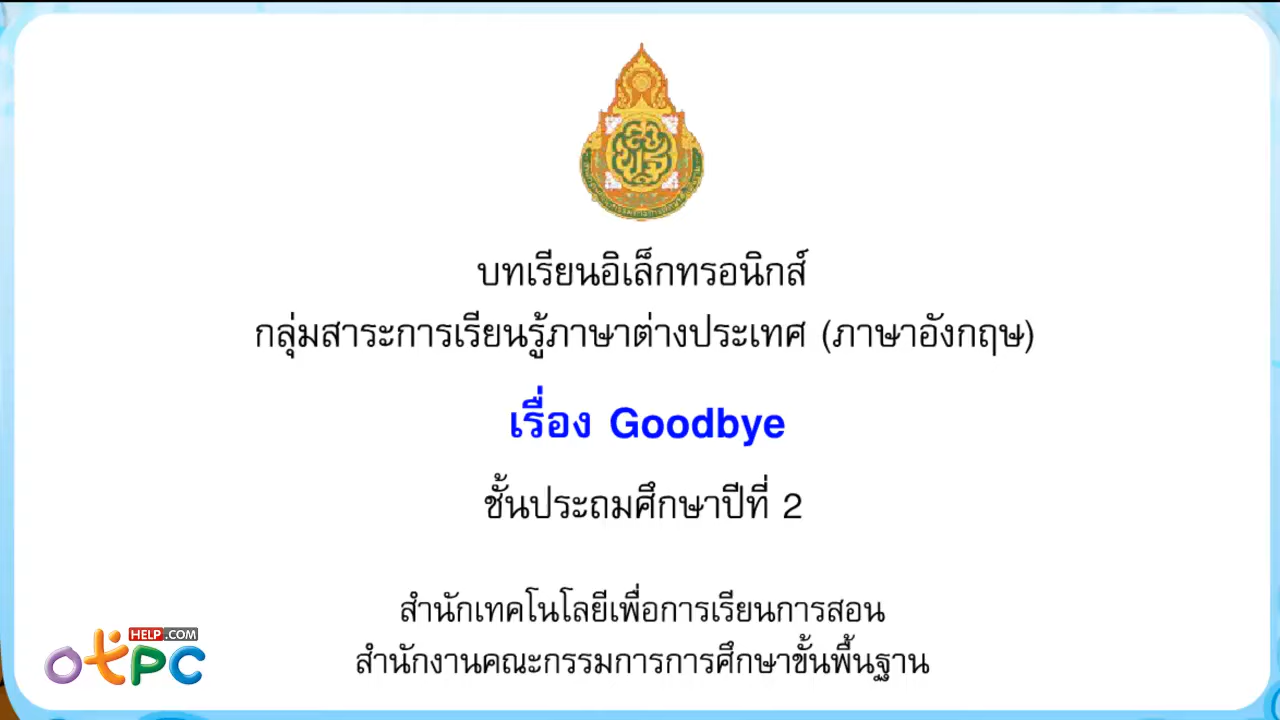 บทเรียนอิเล็กทรอนิกส์
กลุ่มสาระการเรียนรู้ภาษาต่างประเทศ (ภาษาอังกฤษ)
เรื่อง Goodbye
ชั้นประถมศึกษาปีที่ 2
สำนักเทคโนโลยีเพื่อการเรียนการสอน
สำนักงานคณะกรรมการการศึกษาขั้นพื้นฐาน
HELP.COM
otPC